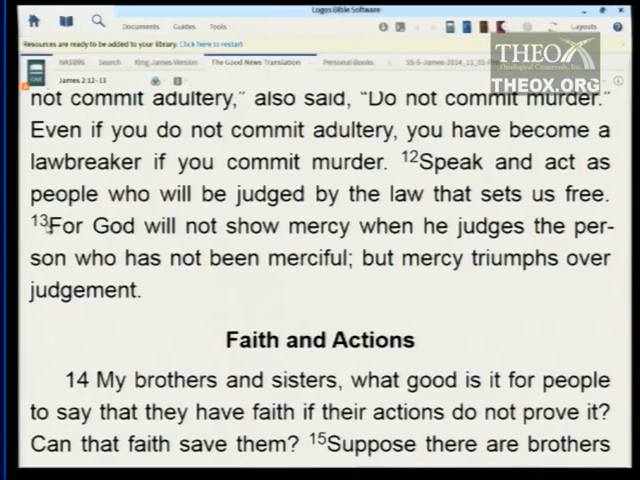 Logos Bible Software
Documents Guides Tools Layouts
Resources are ready to be added to your library. Click here to restart
NASB95 Search King James Version The Good News Translation Personal Books
James 2:12-13
THEOX
THEOX.ORG
not commit adultery,” also said, “Do not commit murder.”
Even if you do not commit adultery, you have become a
lawbreaker if you commit murder. 12Speak and act as
people who will be judged by the law that sets us free.
13For God will not show mercy when he judges the per-
son who has not been merciful; but mercy triumphs over
judgement.
Faith and Actions
14 My brothers and sisters, what good is it for people
to say that they have faith if their actions do not prove it?
Can that faith save them? 15Suppose there are brothers